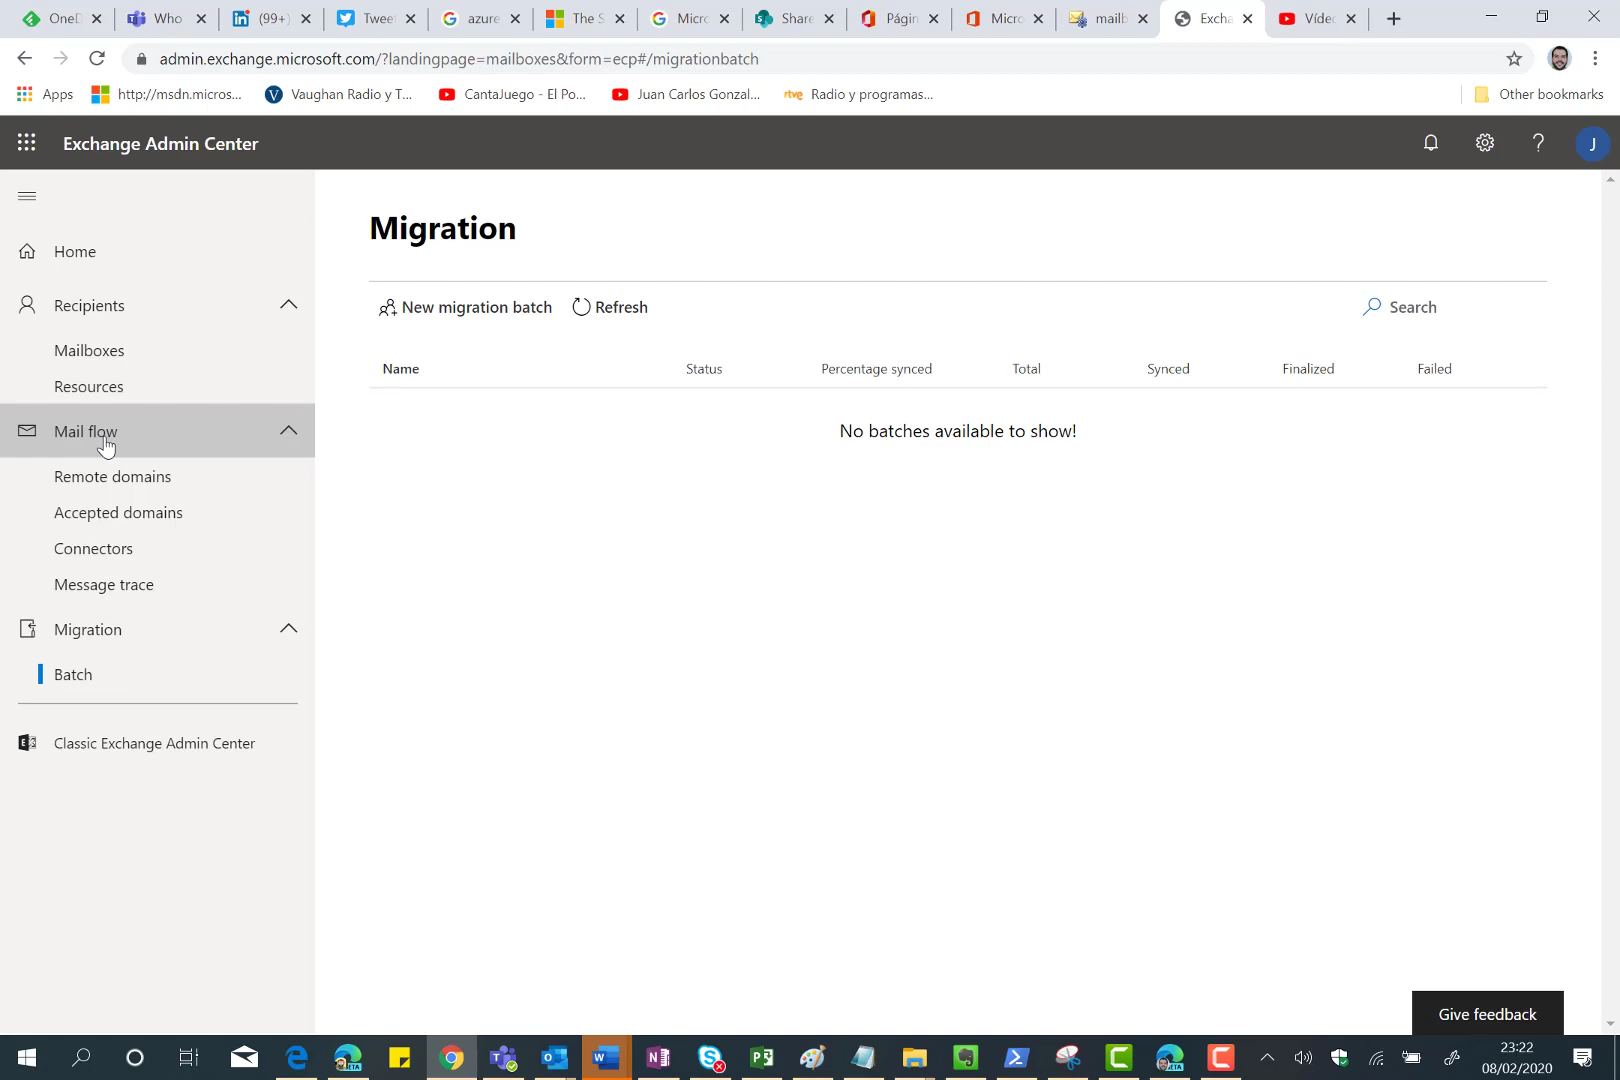 OneD
Who
(99+)
Tweet
azure
The S
Micro
Share
Págin
Micro
mailb
Excha
Víde
admin.exchange.microsoft.com/?landingpage=mailboxes&form=ecp#/migrationbatch
Apps
http://msdn.micros...
Vaughan Radio y T...
CantaJuego - El Po...
Juan Carlos Gonzal...
rtve
Radio y programas...
Other bookmarks
Exchange Admin Center
?
J
Home
Recipients
Mailboxes
Resources
Mail flow
Remote domains
Accepted domains
Connectors
Message trace
Migration
Batch
Classic Exchange Admin Center
Migration
New migration batch
Refresh
Search
Name
Status
Percentage synced
Total
Synced
Finalized
Failed
No batches available to show!
Give feedback
23:22
08/02/2020